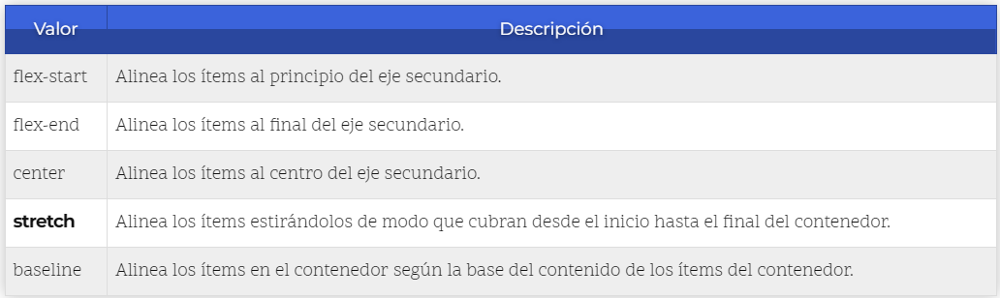 Valor Descripción
flex-start Alinea los ítems al principio del eje secundario.
flex-end Alinea los ítems al final del eje secundario.
center Alinea los ítems al centro del eje secundario.
stretch Alinea los ítems estirándolos de modo que cubran desde el inicio hasta el final del contenedor.
baseline Alinea los ítems en el contenedor según la base del contenido de los ítems del contenedor.